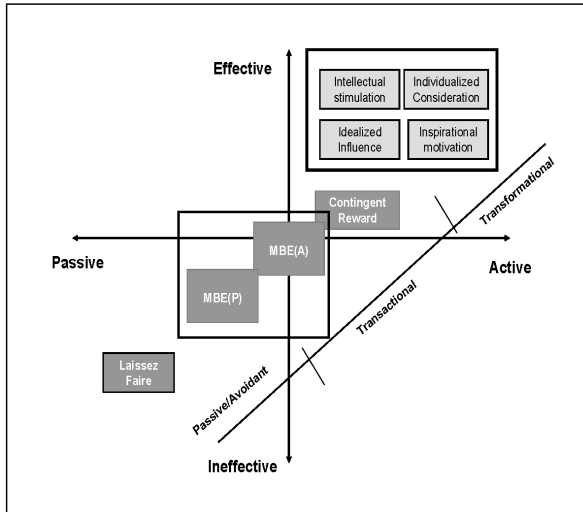 Effective
Intellectual
stimulation
Individualized
Consideration
Idealized
Influence
Inspirational
motivation
Contingent
Reward
Transformational
MBE(A)
Passive
Active
MBE(P)
Transactional
Laissez
Faire
Passive/Avoidant
Ineffective